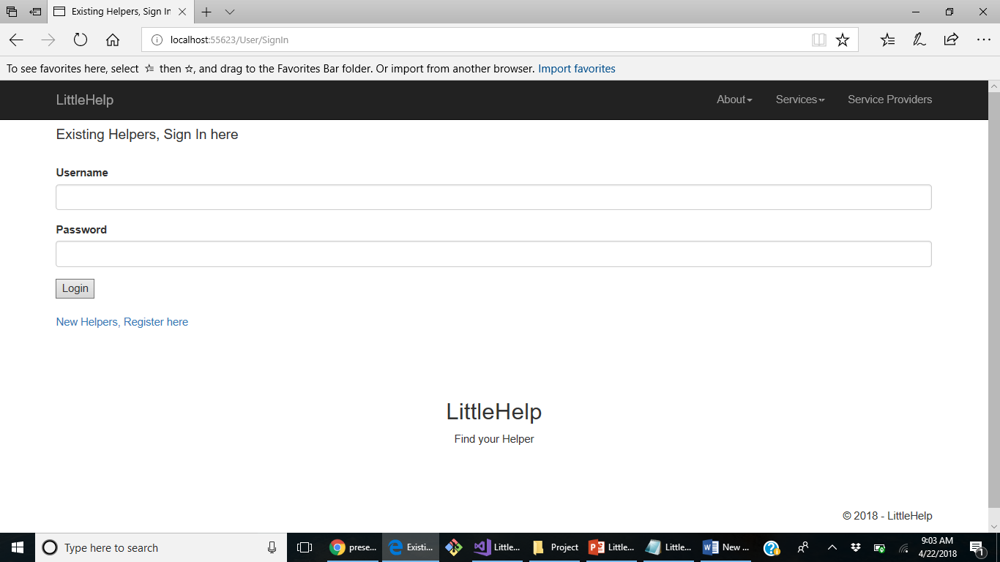 Existing Helpers, Sign In
localhost:55623/User/SignIn
To see favorites here, select then , and drag to the Favorites Bar folder. Or import from another browser. Import favorites
LittleHelp About Services Service Providers
Existing Helpers, Sign In here
Username
Password
Login
New Helpers, Register here
LittleHelp
Find your Helper
© 2018 - LittleHelp
Type here to search prese... Existi... Little... Project Little... Little... New ...
9:03 AM
4/22/2018
1